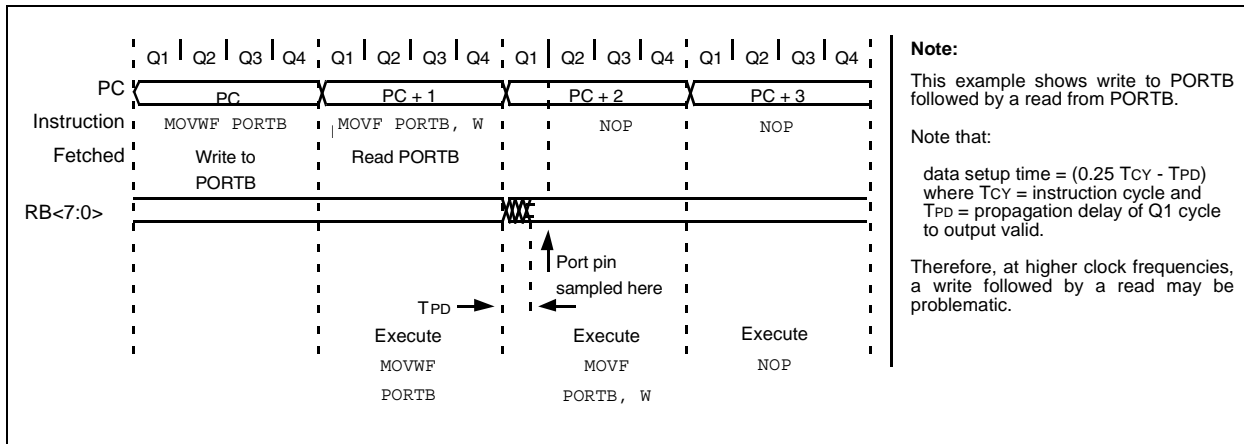 Q1 Q2 Q3 Q4 Q1 Q2 Q3 Q4 Q1 Q2 Q3 Q4 Q1 Q2 Q3 Q4
PC PC PC + 1 PC + 2 PC + 3
Instruction MOVWF PORTB MOVF PORTB, W NOP NOP
Fetched Write to Read PORTB
PORTB
RB<7:0>
Port pin
sampled here
TPD
Execute Execute Execute
MOVWF MOVF NOP
PORTB PORTB, W
Note:
This example shows write to PORTB
followed by a read from PORTB.
Note that:
data setup time = (0.25 TCY - TPD)
where TCY = instruction cycle and
TPD = propagation delay of Q1 cycle
to output valid.
Therefore, at higher clock frequencies,
a write followed by a read may be
problematic.